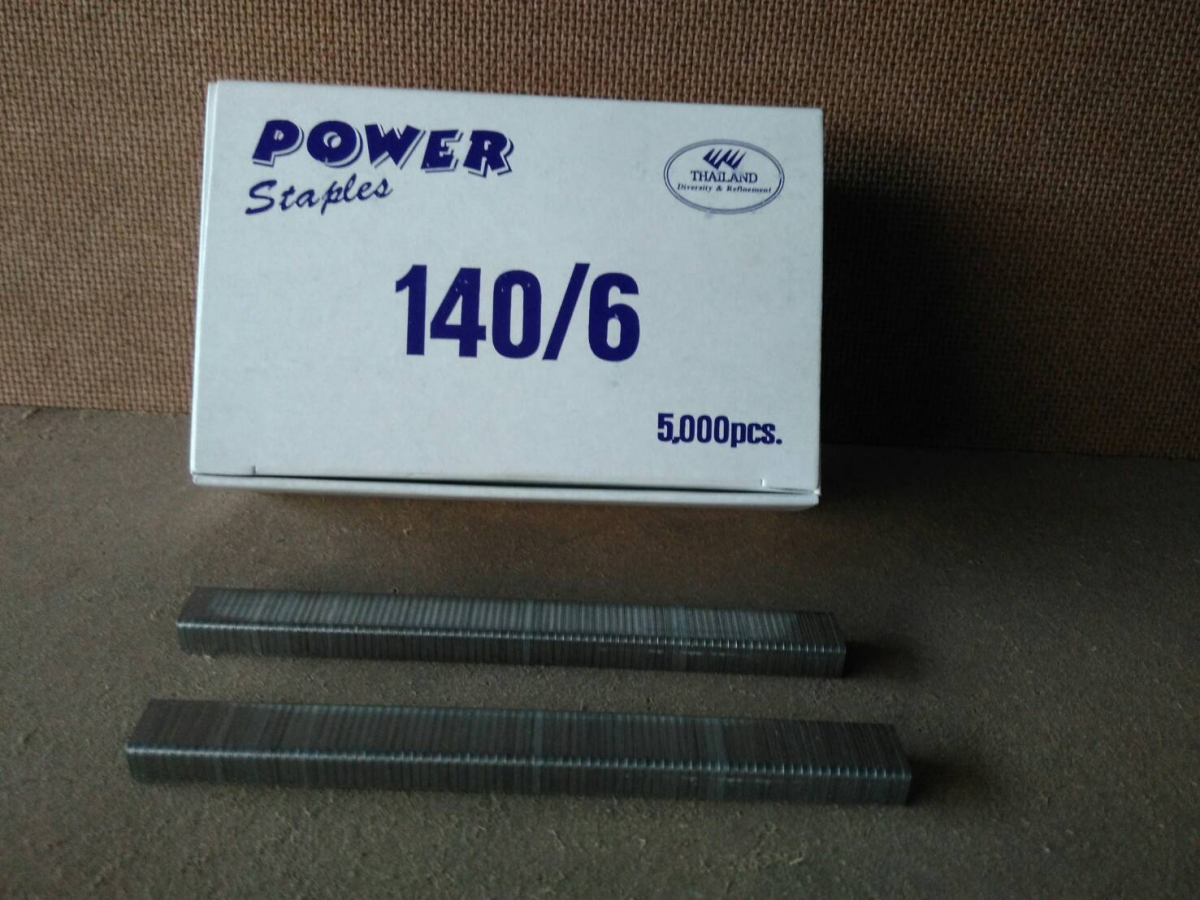 POWER
Staples
THAILAND
Diversity & Refinement
140/6
5,000pcs.